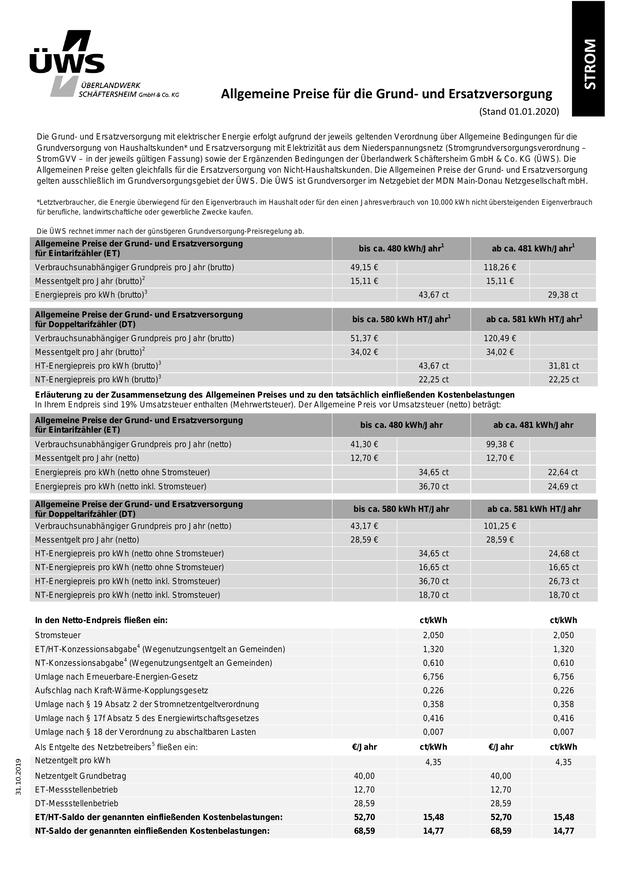 ÜWS
ÜBERLANDWERK
SCHÄFTERSHEIM GmbH & Co. KG
STROM
Allgemeine Preise für die Grund- und Ersatzversorgung
(Stand 01.01.2020)
Die Grund- und Ersatzversorgung mit elektrischer Energie erfolgt aufgrund der jeweils geltenden Verordnung über Allgemeine Bedingungen für die
Grundversorgung von Haushaltskunden* und Ersatzversorgung mit Elektrizität aus dem Niederspannungsnetz (Stromgrundversorgungsverordnung –
StromGVV – in der jeweils gültigen Fassung) sowie der Ergänzenden Bedingungen der Überlandwerk Schäftersheim GmbH & Co. KG (ÜWS). Die
Allgemeinen Preise gelten gleichfalls für die Ersatzversorgung von Nicht-Haushaltskunden. Die Allgemeinen Preise der Grund- und Ersatzversorgung
gelten ausschließlich im Grundversorgungsgebiet der ÜWS. Die ÜWS ist Grundversorger im Netzgebiet der MDN Main-Donau Netzgesellschaft mbH.
*Letztverbraucher, die Energie überwiegend für den Eigenverbrauch im Haushalt oder für den einen Jahresverbrauch von 10.000 kWh nicht übersteigenden Eigenverbrauch
für berufliche, landwirtschaftliche oder gewerbliche Zwecke kaufen.
Die ÜWS rechnet immer nach der günstigeren Grundversorgungs-Preisregelung ab.
Allgemeine Preise der Grund- und Ersatzversorgung
für Eintarifzähler (ET) bis ca. 480 kWh/Jahr¹ ab ca. 481 kWh/Jahr¹
Verbrauchsunabhängiger Grundpreis pro Jahr (brutto) 49,15 € 118,26 €
Messentgelt pro Jahr (brutto)² 15,11 € 15,11 €
Energiepreis pro kWh (brutto)³ 43,67 ct 29,38 ct
Allgemeine Preise der Grund- und Ersatzversorgung
für Doppeltarifzähler (DT) bis ca. 580 kWh HT/Jahr¹ ab ca. 581 kWh HT/Jahr¹
Verbrauchsunabhängiger Grundpreis pro Jahr (brutto) 51,37 € 120,49 €
Messentgelt pro Jahr (brutto)² 34,02 € 34,02 €
HT-Energiepreis pro kWh (brutto)³ 43,67 ct 31,81 ct
NT-Energiepreis pro kWh (brutto)³ 22,25 ct 22,25 ct
Erläuterung zu der Zusammensetzung des Allgemeinen Preises und zu den tatsächlich einfließenden Kostenbelastungen
In Ihrem Endpreis sind 19% Umsatzsteuer enthalten (Mehrwertsteuer). Der Allgemeine Preis vor Umsatzsteuer (netto) beträgt:
Allgemeine Preise der Grund- und Ersatzversorgung
für Eintarifzähler (ET) bis ca. 480 kWh/Jahr ab ca. 481 kWh/Jahr
Verbrauchsunabhängiger Grundpreis pro Jahr (netto) 41,30 € 99,38 €
Messentgelt pro Jahr (netto) 12,70 € 12,70 €
Energiepreis pro kWh (netto ohne Stromsteuer) 34,65 ct 22,64 ct
Energiepreis pro kWh (netto inkl. Stromsteuer) 36,70 ct 24,69 ct
Allgemeine Preise der Grund- und Ersatzversorgung
für Doppeltarifzähler (DT) bis ca. 580 kWh HT/Jahr ab ca. 581 kWh HT/Jahr
Verbrauchsunabhängiger Grundpreis pro Jahr (netto) 43,17 € 101,25 €
Messentgelt pro Jahr (netto) 28,59 € 28,59 €
HT-Energiepreis pro kWh (netto ohne Stromsteuer) 34,65 ct 24,68 ct
NT-Energiepreis pro kWh (netto ohne Stromsteuer) 16,65 ct 16,65 ct
HT-Energiepreis pro kWh (netto inkl. Stromsteuer) 36,70 ct 26,73 ct
NT-Energiepreis pro kWh (netto inkl. Stromsteuer) 18,70 ct 18,70 ct
In den Netto-Endpreis fließen ein: ct/kWh ct/kWh
Stromsteuer 2,050 2,050
ET/HT-Konzessionsabgabe⁴ (Wegenutzungsentgelt an Gemeinden) 1,320 1,320
NT-Konzessionsabgabe⁴ (Wegenutzungsentgelt an Gemeinden) 0,610 0,610
Umlage nach Erneuerbare-Energien-Gesetz 6,756 6,756
Aufschlag nach Kraft-Wärme-Kopplungsgesetz 0,226 0,226
Umlage nach § 19 Absatz 2 der Stromnetzentgeltverordnung 0,358 0,358
Umlage nach § 17f Absatz 5 des Energiewirtschaftsgesetzes 0,416 0,416
Umlage nach § 18 der Verordnung zu abschaltbaren Lasten 0,007 0,007
Als Entgelte des Netzbetreibers⁵ fließen ein: €/Jahr ct/kWh €/Jahr ct/kWh
Netzentgelt pro kWh 4,35 4,35
Netzentgelt Grundbetrag 40,00 40,00
ET-Messstellenbetrieb 12,70 12,70
DT-Messstellenbetrieb 28,59 28,59
ET/HT-Saldo der genannten einfließenden Kostenbelastungen: 52,70 15,48 52,70 15,48
NT-Saldo der genannten einfließenden Kostenbelastungen: 68,59 14,77 68,59 14,77
31.10.2019